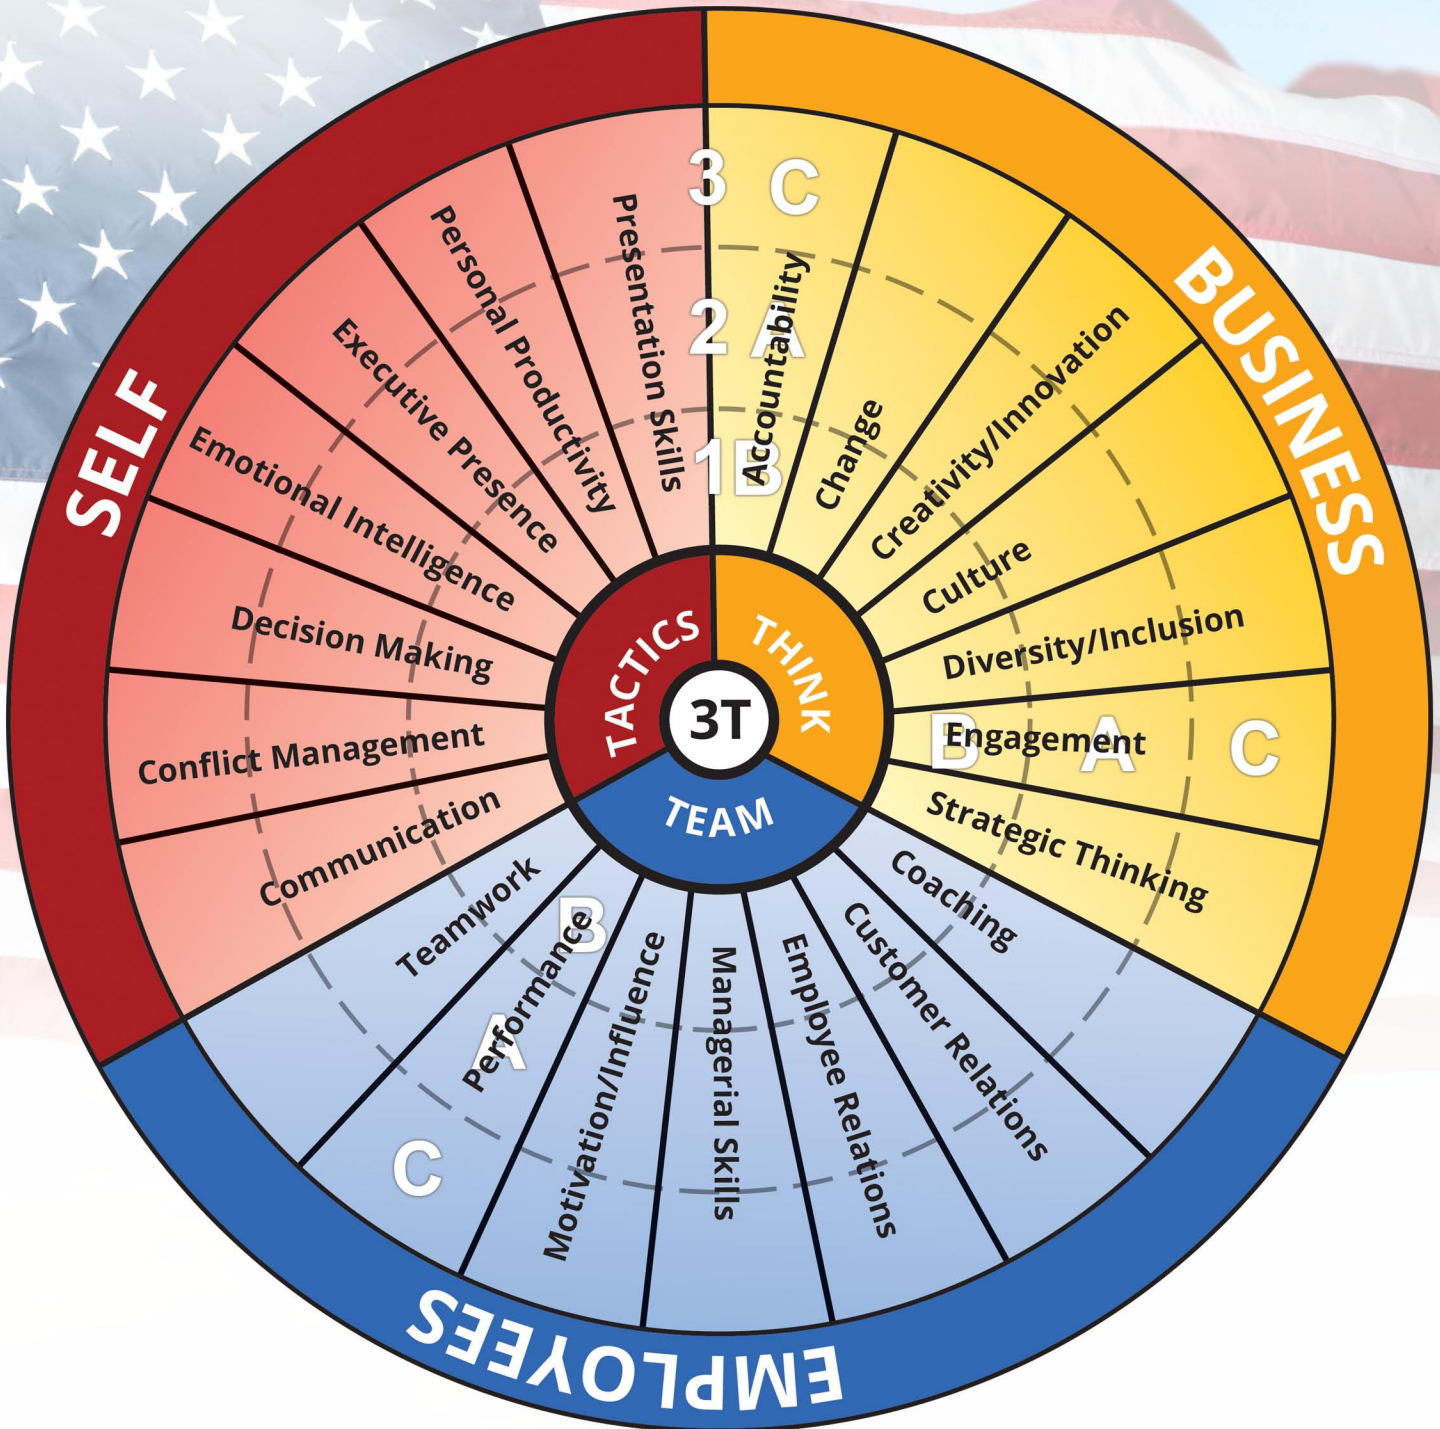 SELF
BUSINESS
EMPLOYEES
TACTICS
THINK
TEAM
3T
3
C
2
A
1
B
Accountability
Change
Creativity/Innovation
Culture
Diversity/Inclusion
B
A
C
Engagement
Strategic Thinking
Coaching
Customer Relations
Employee Relations
Managerial Skills
Motivation/Influence
B
A
C
Performance
Teamwork
Communication
Conflict Management
Decision Making
Emotional Intelligence
Executive Presence
Personal Productivity
Presentation Skills